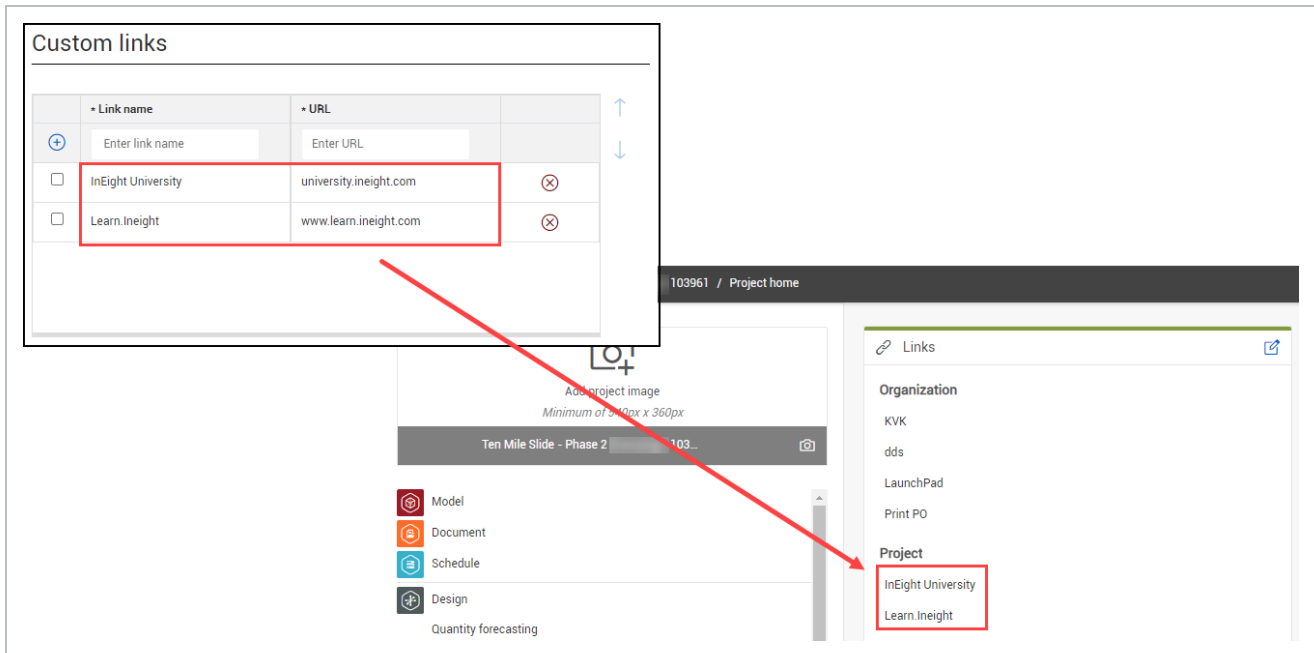 Custom links
* Link name * URL
Enter link name Enter URL
InEight University university.ineight.com
Learn.Ineight www.learn.ineight.com
103961 / Project home
Add project image
Minimum of 540px x 360px
Ten Mile Slide - Phase 2 103...
Model
Document
Schedule
Design
Quantity forecasting
Links
Organization
KVK
dds
LaunchPad
Print PO
Project
InEight University
Learn.Ineight